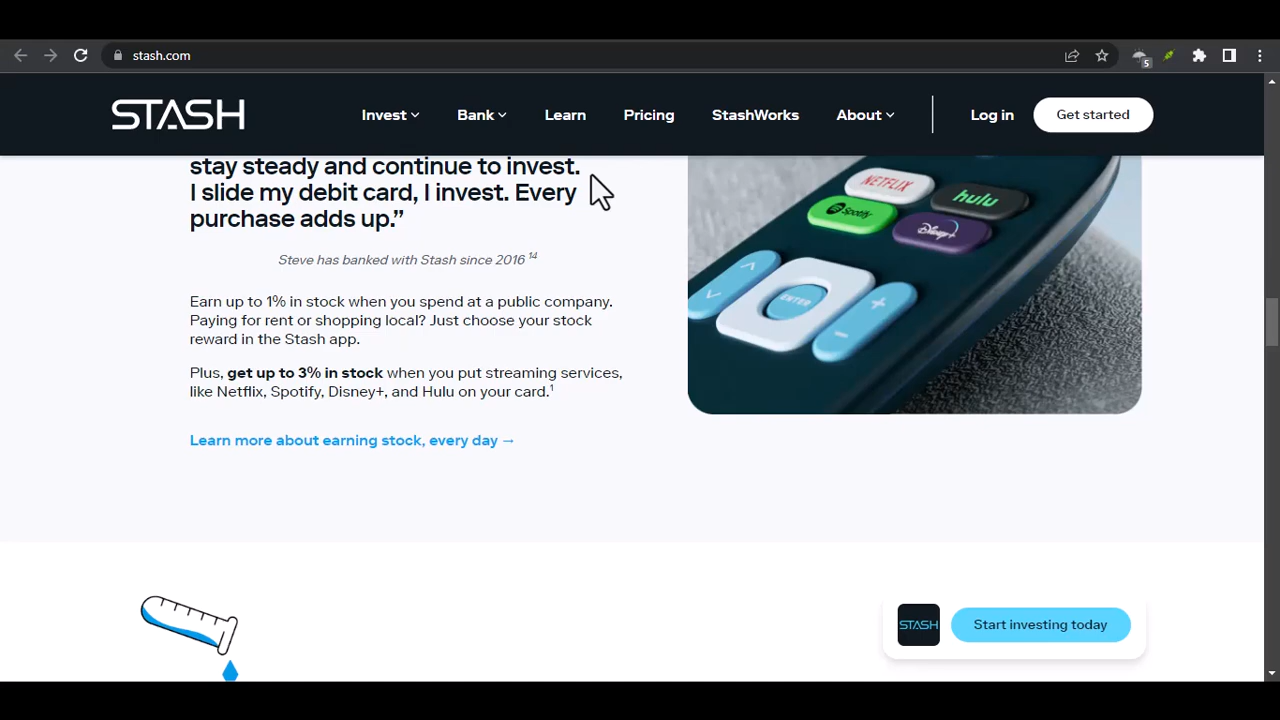 stash.com
5
STASH
Invest
Bank
Learn
Pricing
StashWorks
About
Log in
Get started
stay steady and continue to invest.
I slide my debit card, I invest. Every
purchase adds up.”
Steve has banked with Stash since 2016 14
Earn up to 1% in stock when you spend at a public company.
Paying for rent or shopping local? Just choose your stock
reward in the Stash app.
Plus, get up to 3% in stock when you put streaming services,
like Netflix, Spotify, Disney+, and Hulu on your card.1
Learn more about earning stock, every day →
NETFLIX
hulu
Spotify
Disney+
ENTER
+
-
STASH
Start investing today